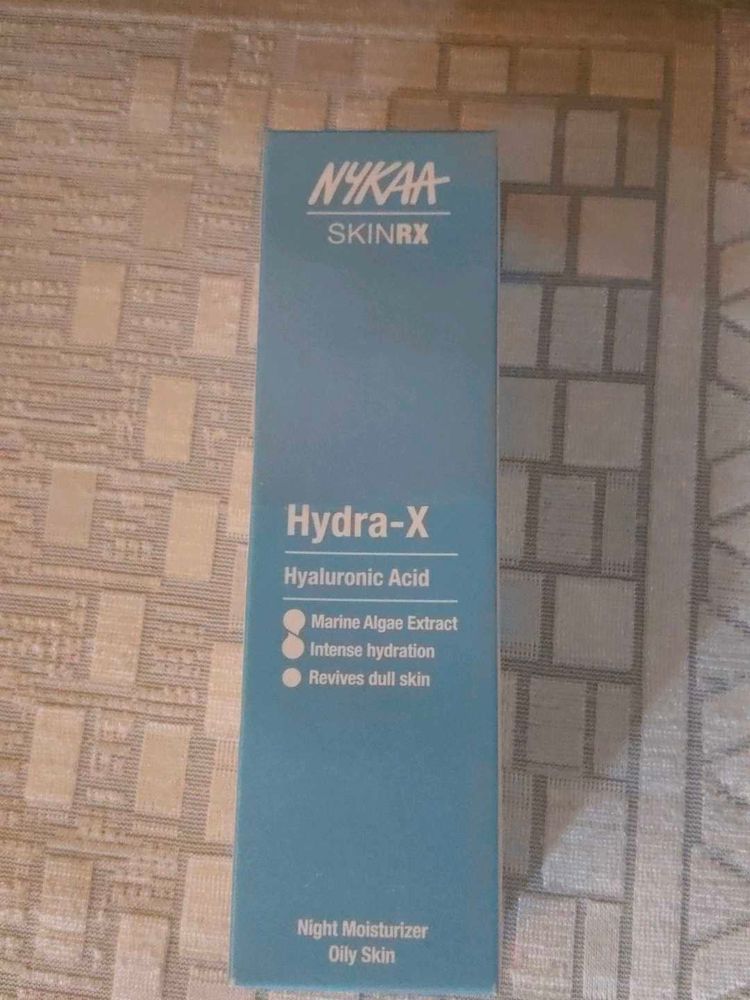 NYKAA
SKINRX
Hydra-X
Hyaluronic Acid
Marine Algae Extract
Intense hydration
Revives dull skin
Night Moisturizer
Oily Skin